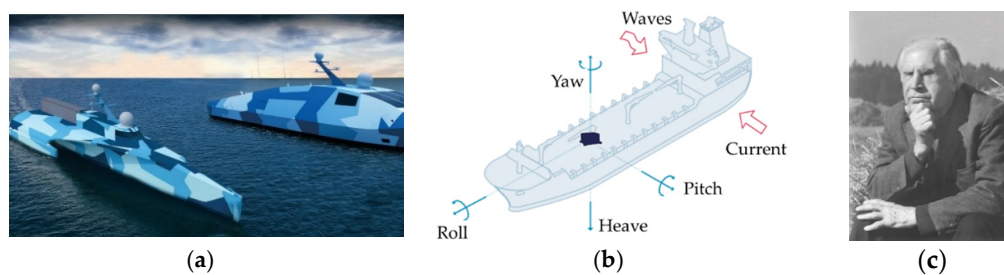 Waves
Yaw
Current
Pitch
Roll
Heave
(a)
(b)
(c)